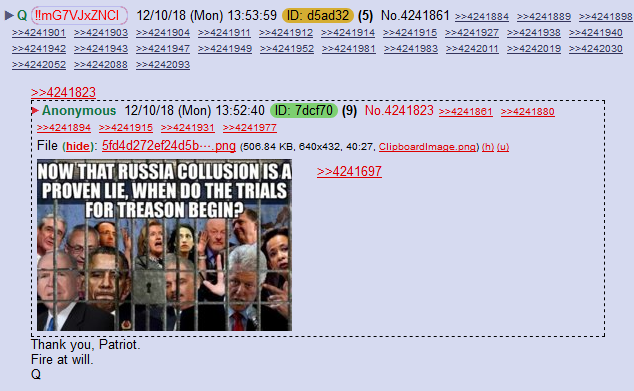 Q !!mG7VJxZNCI 12/10/18 (Mon) 13:53:59 ID: d5ad32 (5) No.4241861 >>4241884 >>4241889 >>4241898
>>4241901 >>4241903 >>4241904 >>4241911 >>4241912 >>4241914 >>4241915 >>4241927 >>4241938 >>4241940
>>4241942 >>4241943 >>4241947 >>4241949 >>4241952 >>4241981 >>4241983 >>4242011 >>4242019 >>4242030
>>4242052 >>4242088 >>4242093
>>4241823
Anonymous 12/10/18 (Mon) 13:52:40 ID: 7dcf70 (9) No.4241823 >>4241861 >>4241880
>>4241894 >>4241915 >>4241931 >>4241977
File (hide): 5fd4d272ef24d5b⋯.png (506.84 KB, 640x432, 40:27, ClipboardImage.png) (h) (u)
>>4241697
NOW THAT RUSSIA COLLUSION IS A
PROVEN LIE, WHEN DO THE TRIALS
FOR TREASON BEGIN?
Thank you, Patriot.
Fire at will.
Q